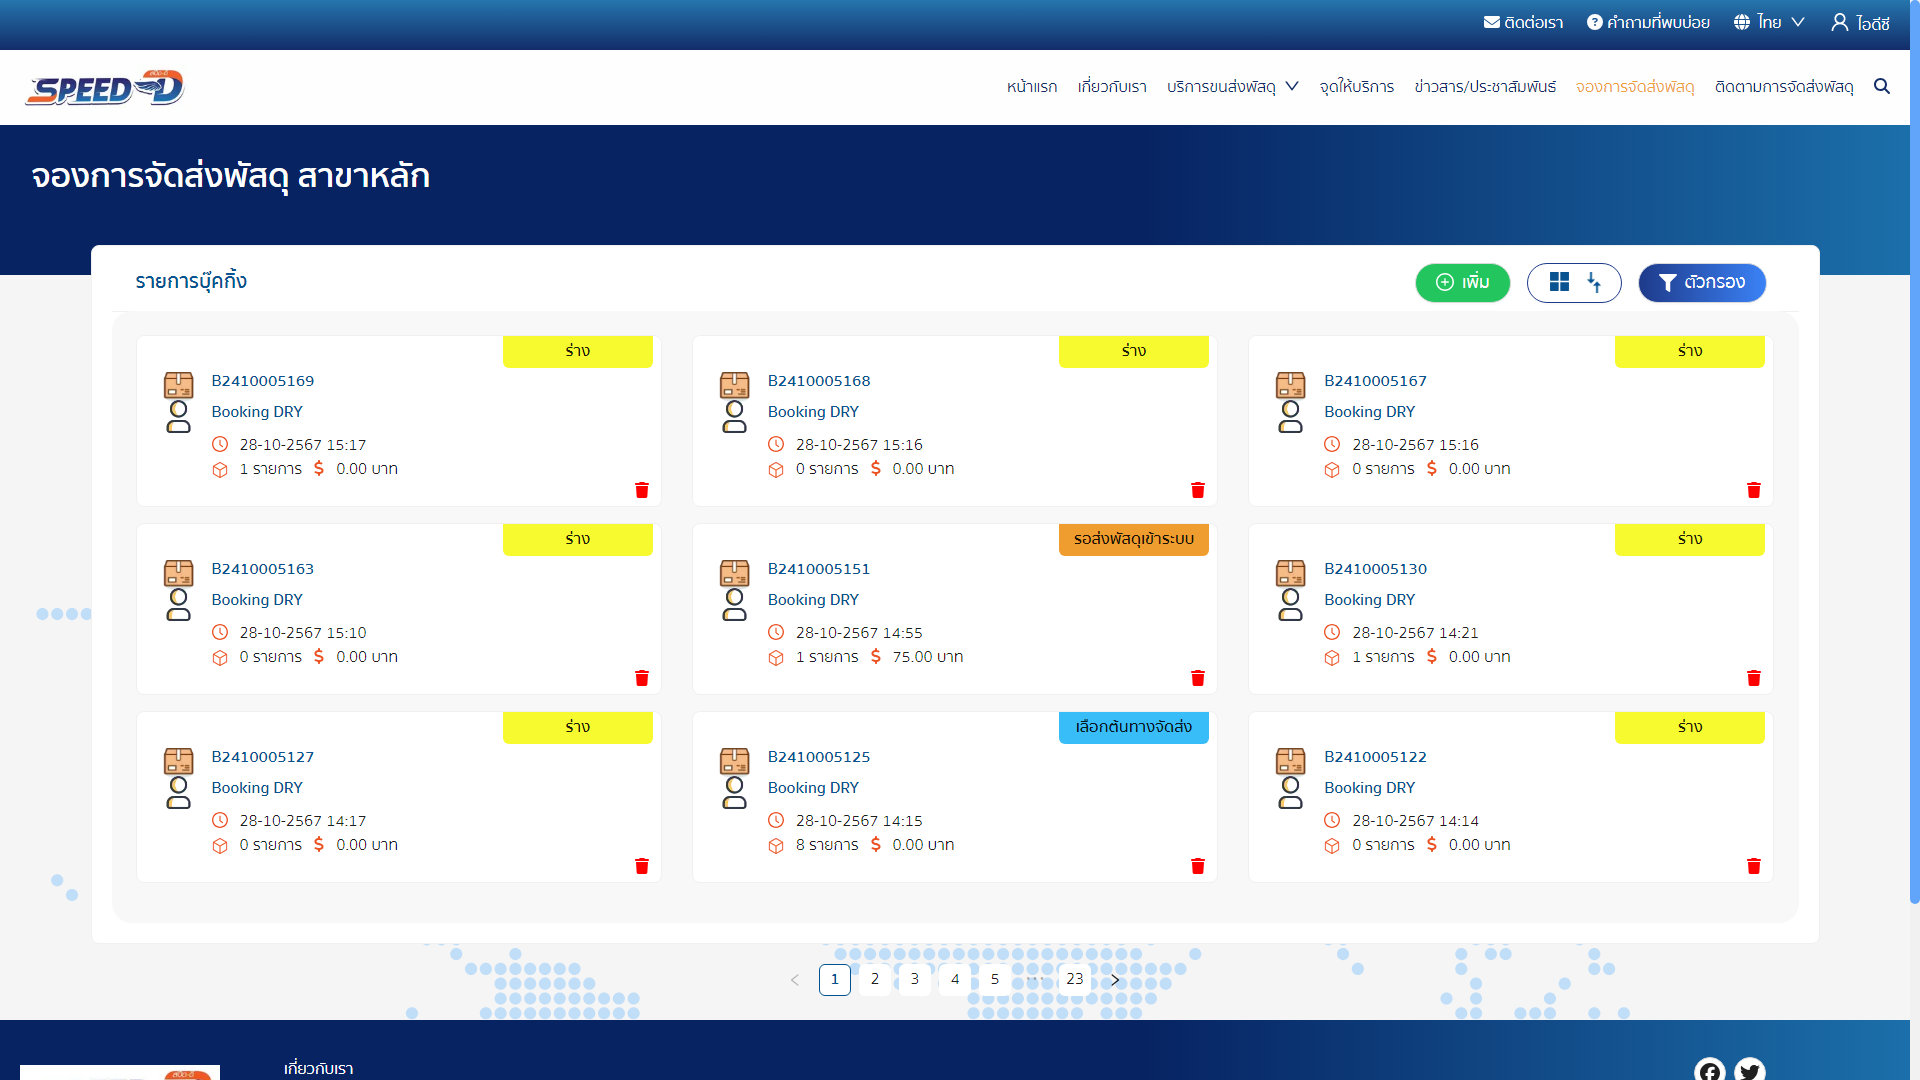 ติดต่อเรา คำถามที่พบบ่อย ไทย ไอดีซี
SPEED-D
หน้าแรก เกี่ยวกับเรา บริการขนส่งพัสดุ จุดให้บริการ ข่าวสาร/ประชาสัมพันธ์ จองการจัดส่งพัสดุ ติดตามการจัดส่งพัสดุ
จองการจัดส่งพัสดุ สาขาหลัก
รายการบุ๊คกิ้ง เพิ่ม ตัวกรอง
ร่าง
B2410005169
Booking DRY
28-10-2567 15:17
1 รายการ 0.00 บาท
ร่าง
B2410005168
Booking DRY
28-10-2567 15:16
0 รายการ 0.00 บาท
ร่าง
B2410005167
Booking DRY
28-10-2567 15:16
0 รายการ 0.00 บาท
ร่าง
B2410005163
Booking DRY
28-10-2567 15:10
0 รายการ 0.00 บาท
รอส่งพัสดุเข้าระบบ
B2410005151
Booking DRY
28-10-2567 14:55
1 รายการ 75.00 บาท
ร่าง
B2410005130
Booking DRY
28-10-2567 14:21
1 รายการ 0.00 บาท
ร่าง
B2410005127
Booking DRY
28-10-2567 14:17
0 รายการ 0.00 บาท
เลือกต้นทางจัดส่ง
B2410005125
Booking DRY
28-10-2567 14:15
8 รายการ 0.00 บาท
ร่าง
B2410005122
Booking DRY
28-10-2567 14:14
0 รายการ 0.00 บาท
1 2 3 4 5 ••• 23
เกี่ยวกับเรา